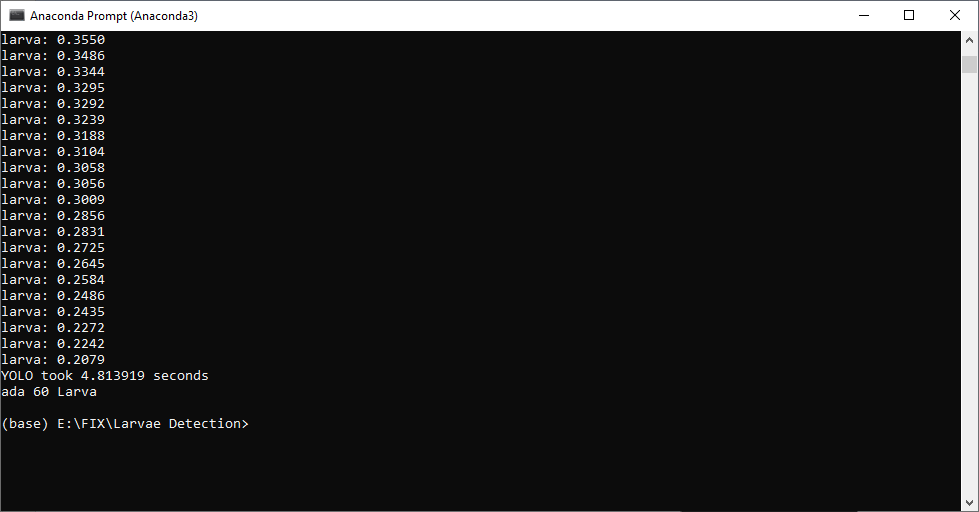 Anaconda Prompt (Anaconda3)
larva: 0.3550
larva: 0.3486
larva: 0.3344
larva: 0.3295
larva: 0.3292
larva: 0.3239
larva: 0.3188
larva: 0.3104
larva: 0.3058
larva: 0.3056
larva: 0.3009
larva: 0.2856
larva: 0.2831
larva: 0.2725
larva: 0.2645
larva: 0.2584
larva: 0.2486
larva: 0.2435
larva: 0.2272
larva: 0.2242
larva: 0.2079
YOLO took 4.813919 seconds
ada 60 Larva
(base) E:\FIX\Larvae Detection>